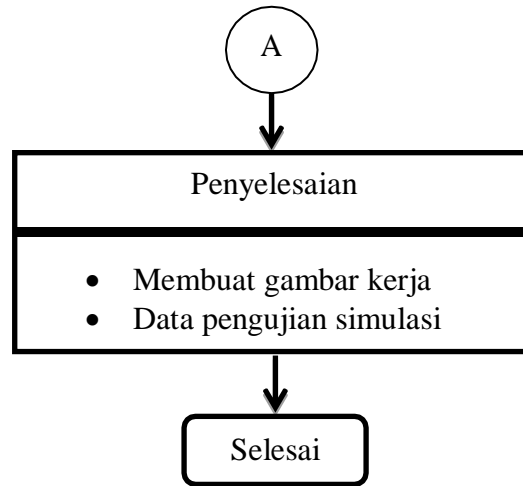 A
Penyelesaian
• Membuat gambar kerja
• Data pengujian simulasi
Selesai